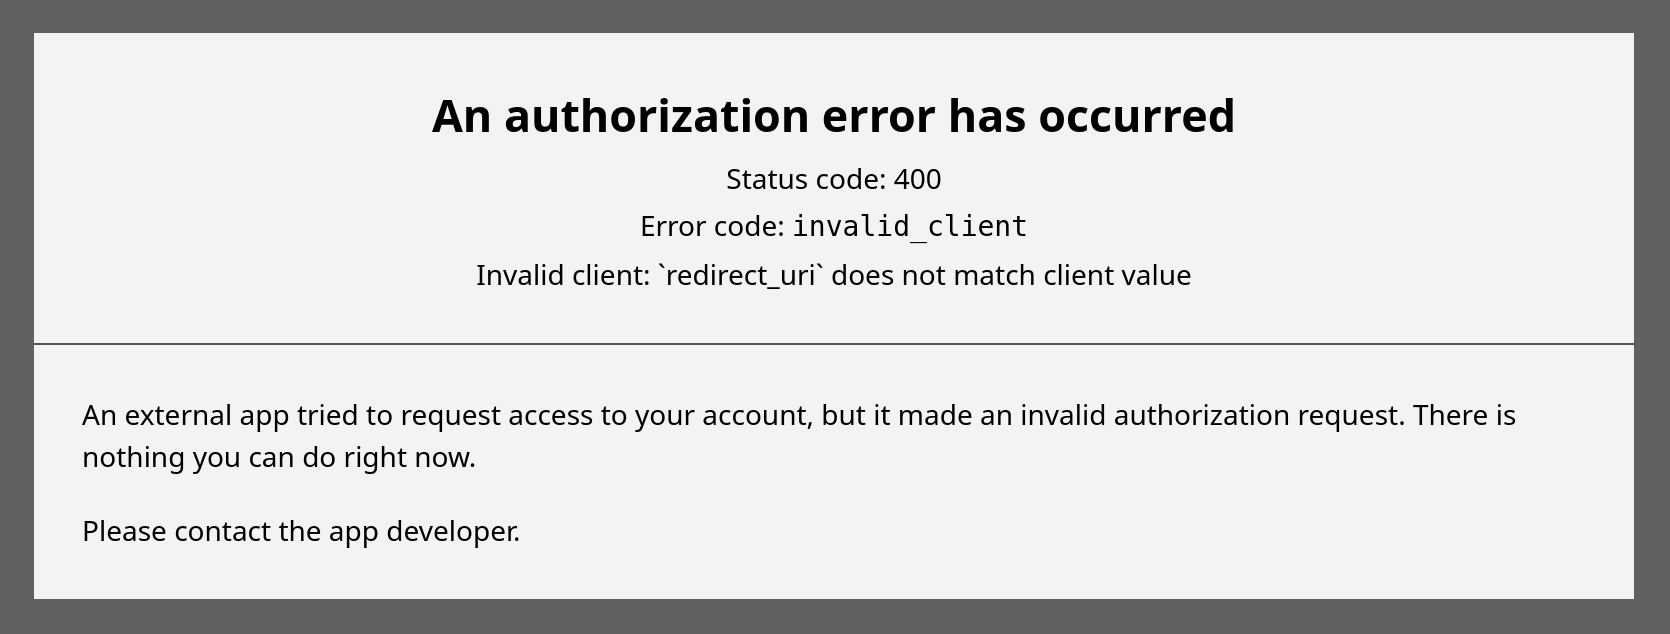 An authorization error has occurred
Status code: 400
Error code: invalid_client
Invalid client: `redirect_uri` does not match client value
An external app tried to request access to your account, but it made an invalid authorization request. There is
nothing you can do right now.
Please contact the app developer.